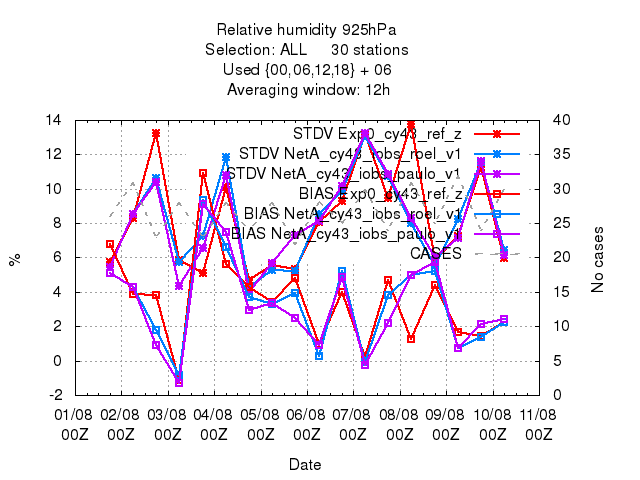 Relative humidity 925hPa
Selection: ALL 30 stations
Used {00,06,12,18} + 06
Averaging window: 12h
14 40
STDV Exp0_cy43_ref_z
12 35
STDV NetA_cy43_iobs_roel_v1
STDV NetA_cy43_iobs_paulo_v1
10 30
BIAS Exp0_cy43_ref_z
BIAS NetA_cy43_iobs_roel_v1
8 25
BIAS NetA_cy43_iobs_paulo_v1
CASES
6 20
% No cases
4 15
2 10
0 5
-2 0
01/08 02/08 03/08 04/08 05/08 06/08 07/08 08/08 09/08 10/08 11/08
00Z 00Z 00Z 00Z 00Z 00Z 00Z 00Z 00Z 00Z 00Z
Date